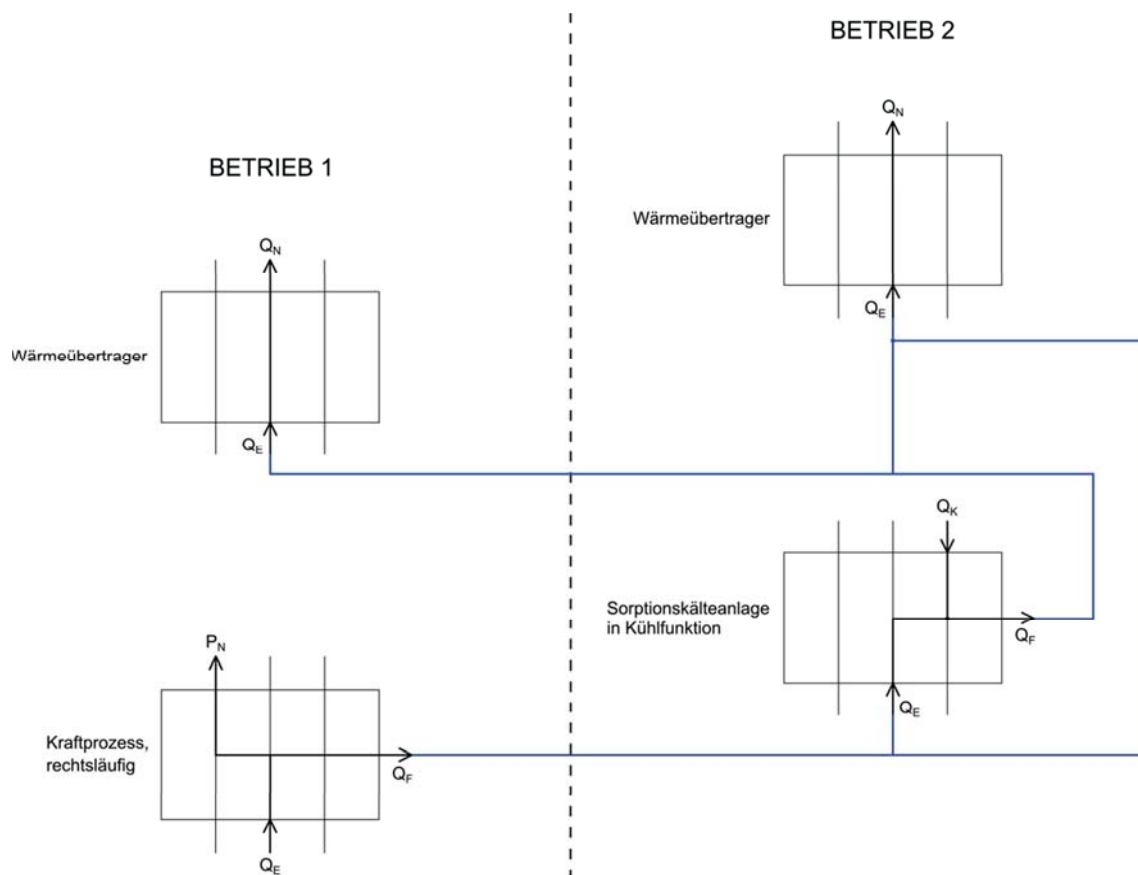 BETRIEB 1
Q_N
Wärmeübertrager
Q_E
P_N
Kraftprozess,
rechtsläufig
Q_F
Q_E
BETRIEB 2
Q_N
Wärmeübertrager
Q_E
Q_K
Sorptionskälteanlage
in Kühlfunktion
Q_F
Q_E